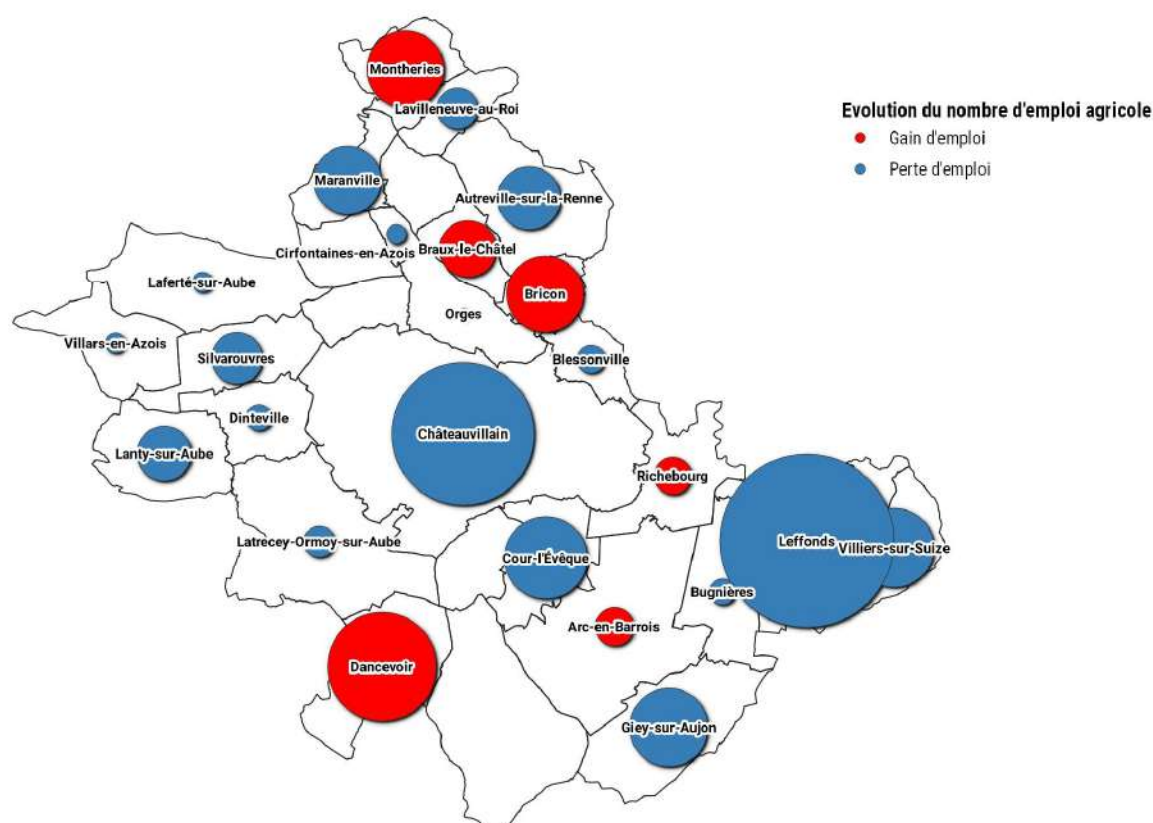 Montheries
Lavilleneuve-au-Roi
Evolution du nombre d'emploi agricole
Gain d'emploi
Perte d'emploi
Maranville
Autreville-sur-la-Renne
Cirfontaines-en-Azois
Braux-le-Châtel
Laferté-sur-Aube
Bricon
Orges
Villars-en-Azois
Silvarouvres
Blessonville
Dinteville
Châteauvillain
Lanty-sur-Aube
Richebourg
Latrecey-Ormoy-sur-Aube
Leffonds
Villiers-sur-Suize
Cour-l'Évêque
Bugnières
Arc-en-Barrois
Dancevoir
Giey-sur-Aujon